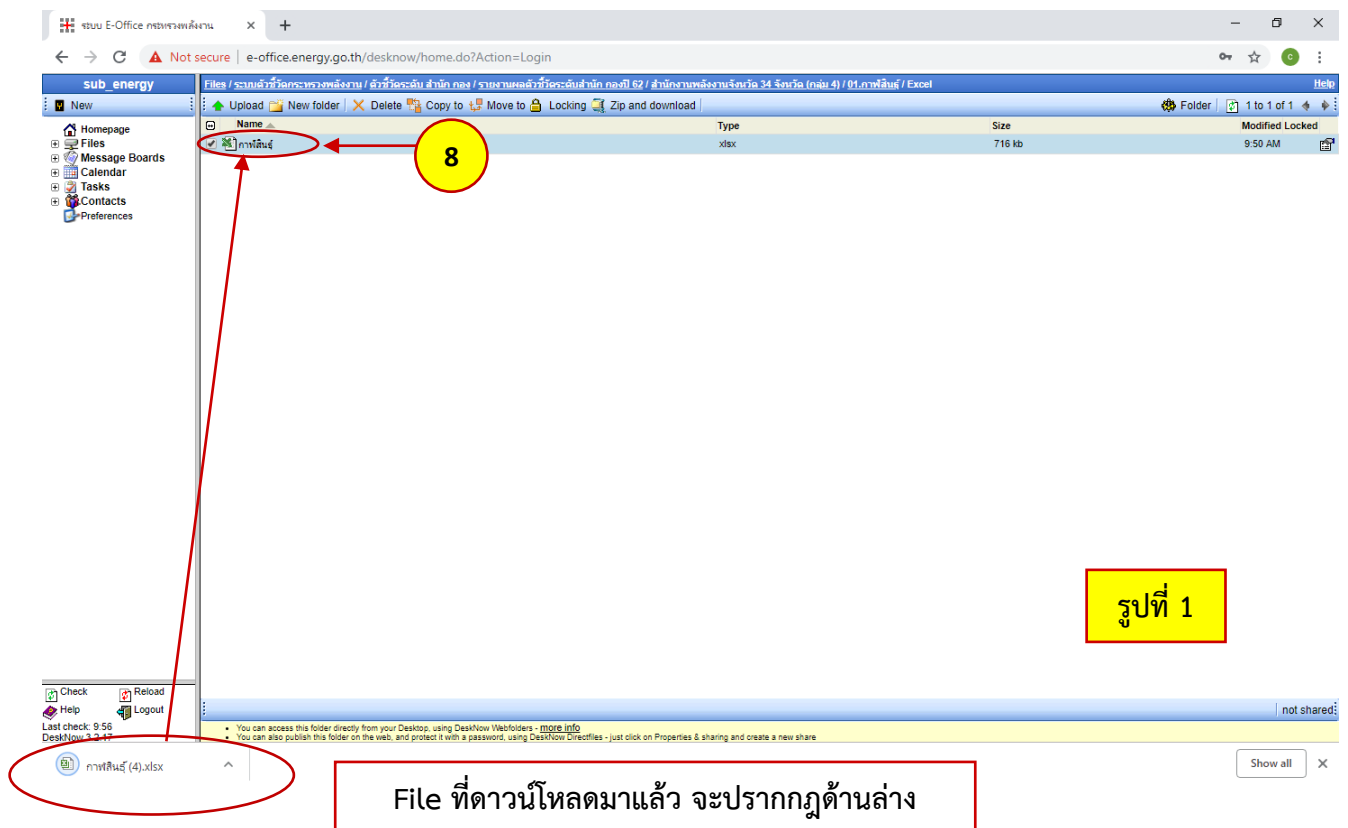 ระบบ E-Office กระทรวงพลังงาน
Not secure | e-office.energy.go.th/desknow/home.do?Action=Login
c
sub_energy
Files / ระบบตัวชี้วัดกระทรวงพลังงาน / ตัวชี้วัดระดับ สำนัก กอง / รายงานผลตัวชี้วัดระดับสำนัก กองปี 62 / สำนักงานพลังงานจังหวัด 34 จังหวัด (กลุ่ม 4) / 01.กาฬสินธุ์ / Excel
Help
New
Upload New folder Delete Copy to Move to Locking Zip and download
Folder 1 to 1 of 1
Name Type Size Modified Locked
กาฬสินธุ์ xlsx 716 kb 9:50 AM
8
Homepage
Files
Message Boards
Calendar
Tasks
Contacts
Preferences
รูปที่ 1
Check Reload
Help Logout
Last check: 9:56
DeskNow 3.2.17
not shared
You can access this folder directly from your Desktop, using DeskNow Webfolders - more info
You can also publish this folder on the web, and protect it with a password, using DeskNow Directfiles - just click on Properties & sharing and create a new share
กาฬสินธุ์ (4).xlsx
Show all
File ที่ดาวน์โหลดมาแล้ว จะปรากกฎด้านล่าง